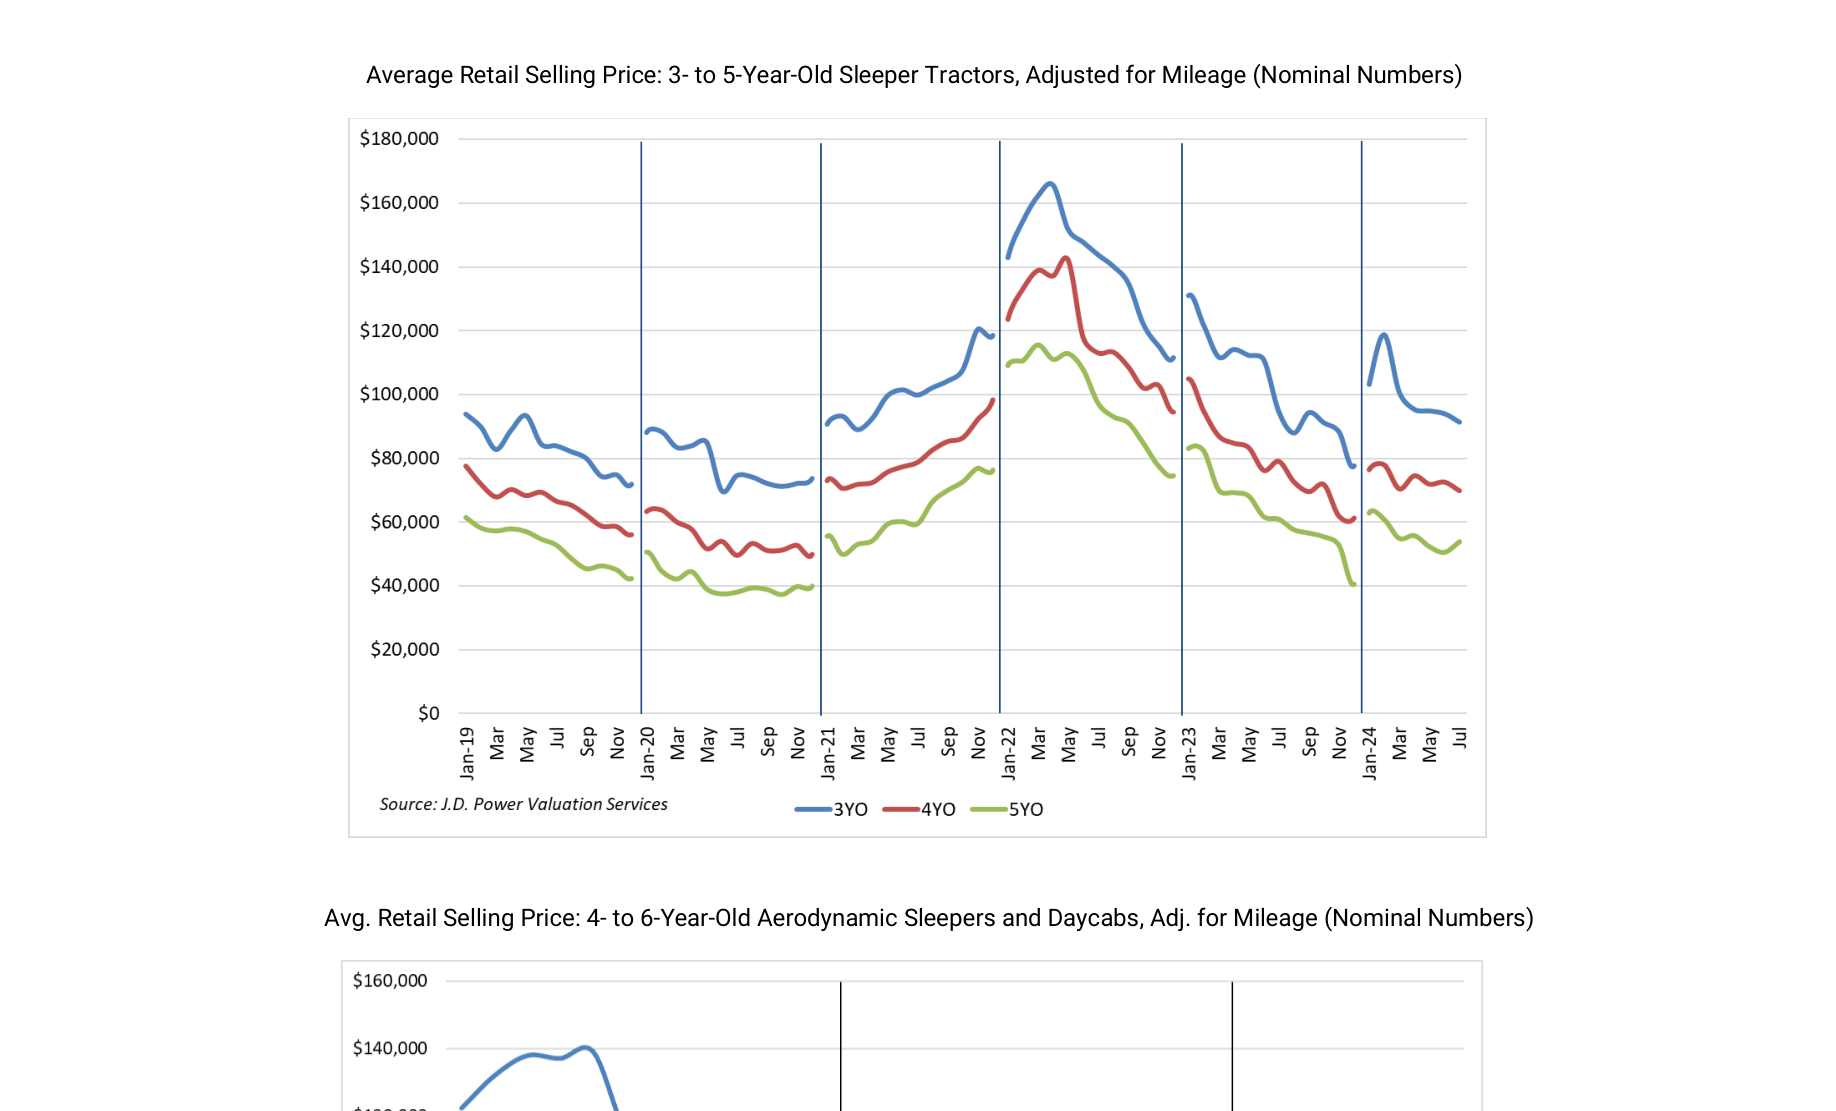 Average Retail Selling Price: 3- to 5-Year-Old Sleeper Tractors, Adjusted for Mileage (Nominal Numbers)
$180,000
$160,000
$140,000
$120,000
$100,000
$80,000
$60,000
$40,000
$20,000
$0
Jan-19 Mar May Jul Sep Nov Jan-20 Mar May Jul Sep Nov Jan-21 Mar May Jul Sep Nov Jan-22 Mar May Jul Sep Nov Jan-23 Mar May Jul Sep Nov Jan-24 Mar May Jul
Source: J.D. Power Valuation Services
3YO 4YO 5YO
Avg. Retail Selling Price: 4- to 6-Year-Old Aerodynamic Sleepers and Daycabs, Adj. for Mileage (Nominal Numbers)
$160,000
$140,000